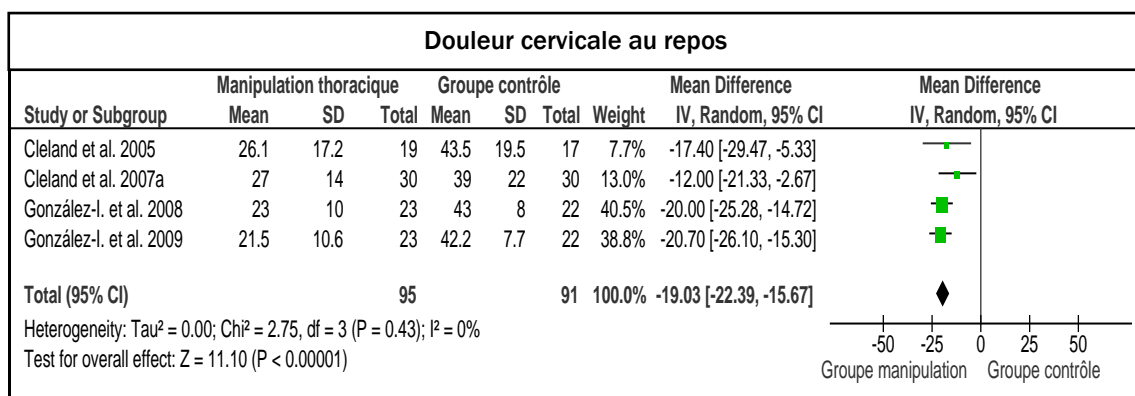 Douleur cervicale au repos
Manipulation thoracique Groupe contrôle Mean Difference Mean Difference
Study or Subgroup Mean SD Total Mean SD Total Weight IV, Random, 95% CI IV, Random, 95% CI
Cleland et al. 2005 26.1 17.2 19 43.5 19.5 17 7.7% -17.40 [-29.47, -5.33]
Cleland et al. 2007a 27 14 30 39 22 30 13.0% -12.00 [-21.33, -2.67]
González-I. et al. 2008 23 10 23 43 8 22 40.5% -20.00 [-25.28, -14.72]
González-I. et al. 2009 21.5 10.6 23 42.2 7.7 22 38.8% -20.70 [-26.10, -15.30]
Total (95% CI) 95 91 100.0% -19.03 [-22.39, -15.67]
Heterogeneity: Tau² = 0.00; Chi² = 2.75, df = 3 (P = 0.43); I² = 0%
Test for overall effect: Z = 11.10 (P < 0.00001)
-50 -25 0 25 50
Groupe manipulation Groupe contrôle